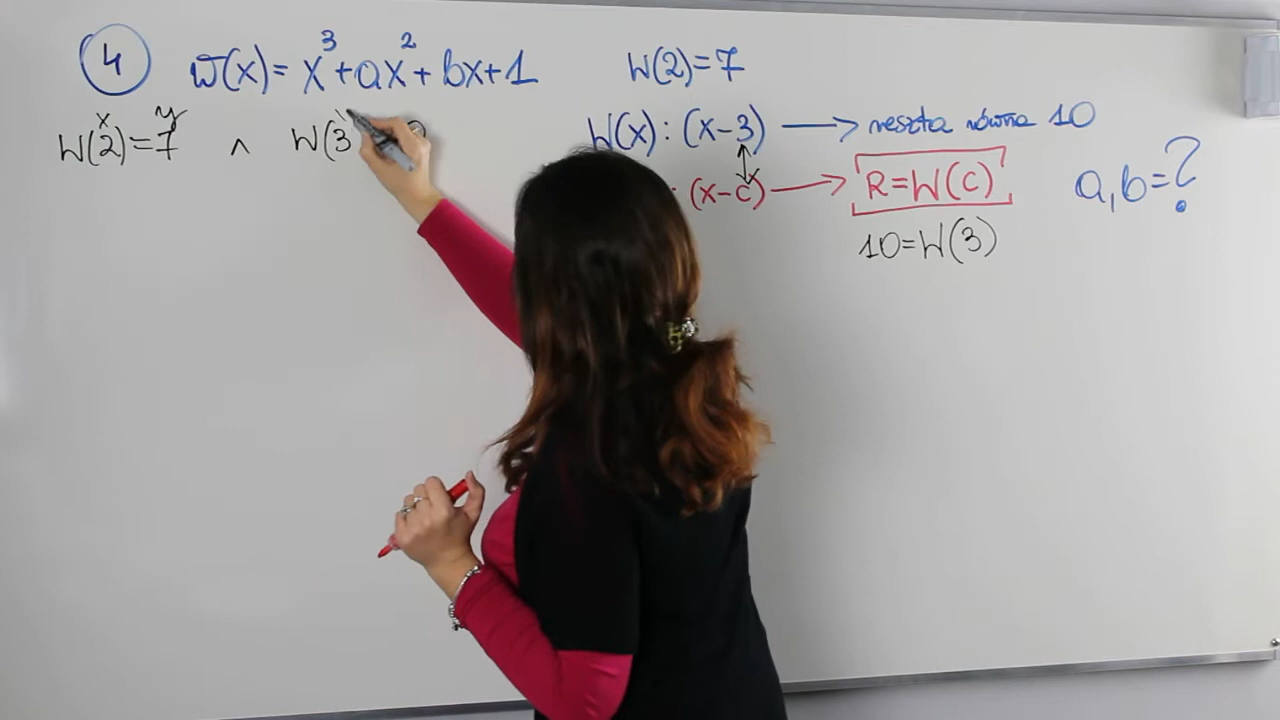 4 W(x)= x³+ax²+bx+1 W(2)=7
x y
W(2)=7 ∧ W(3
W(x) : (x-3) → reszta równa 10
: (x-c) → R=W(c) a,b=?
10=W(3)